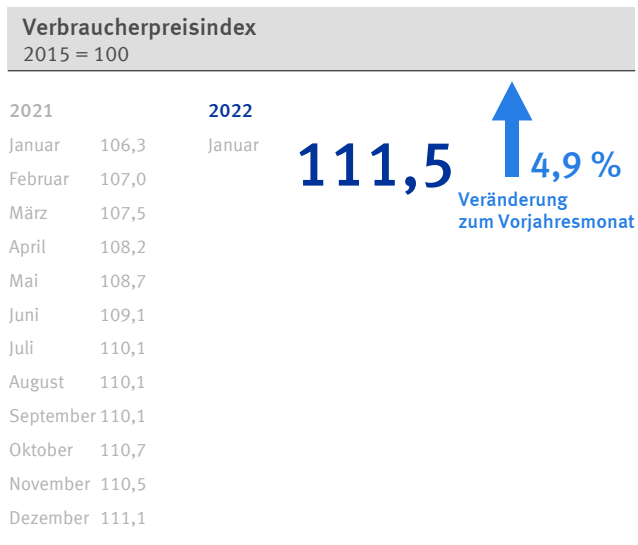 Verbraucherpreisindex
2015 = 100
2021
Januar 106,3
Februar 107,0
März 107,5
April 108,2
Mai 108,7
Juni 109,1
Juli 110,1
August 110,1
September 110,1
Oktober 110,7
November 110,5
Dezember 111,1
2022
Januar 111,5
4,9 %
Veränderung
zum Vorjahresmonat